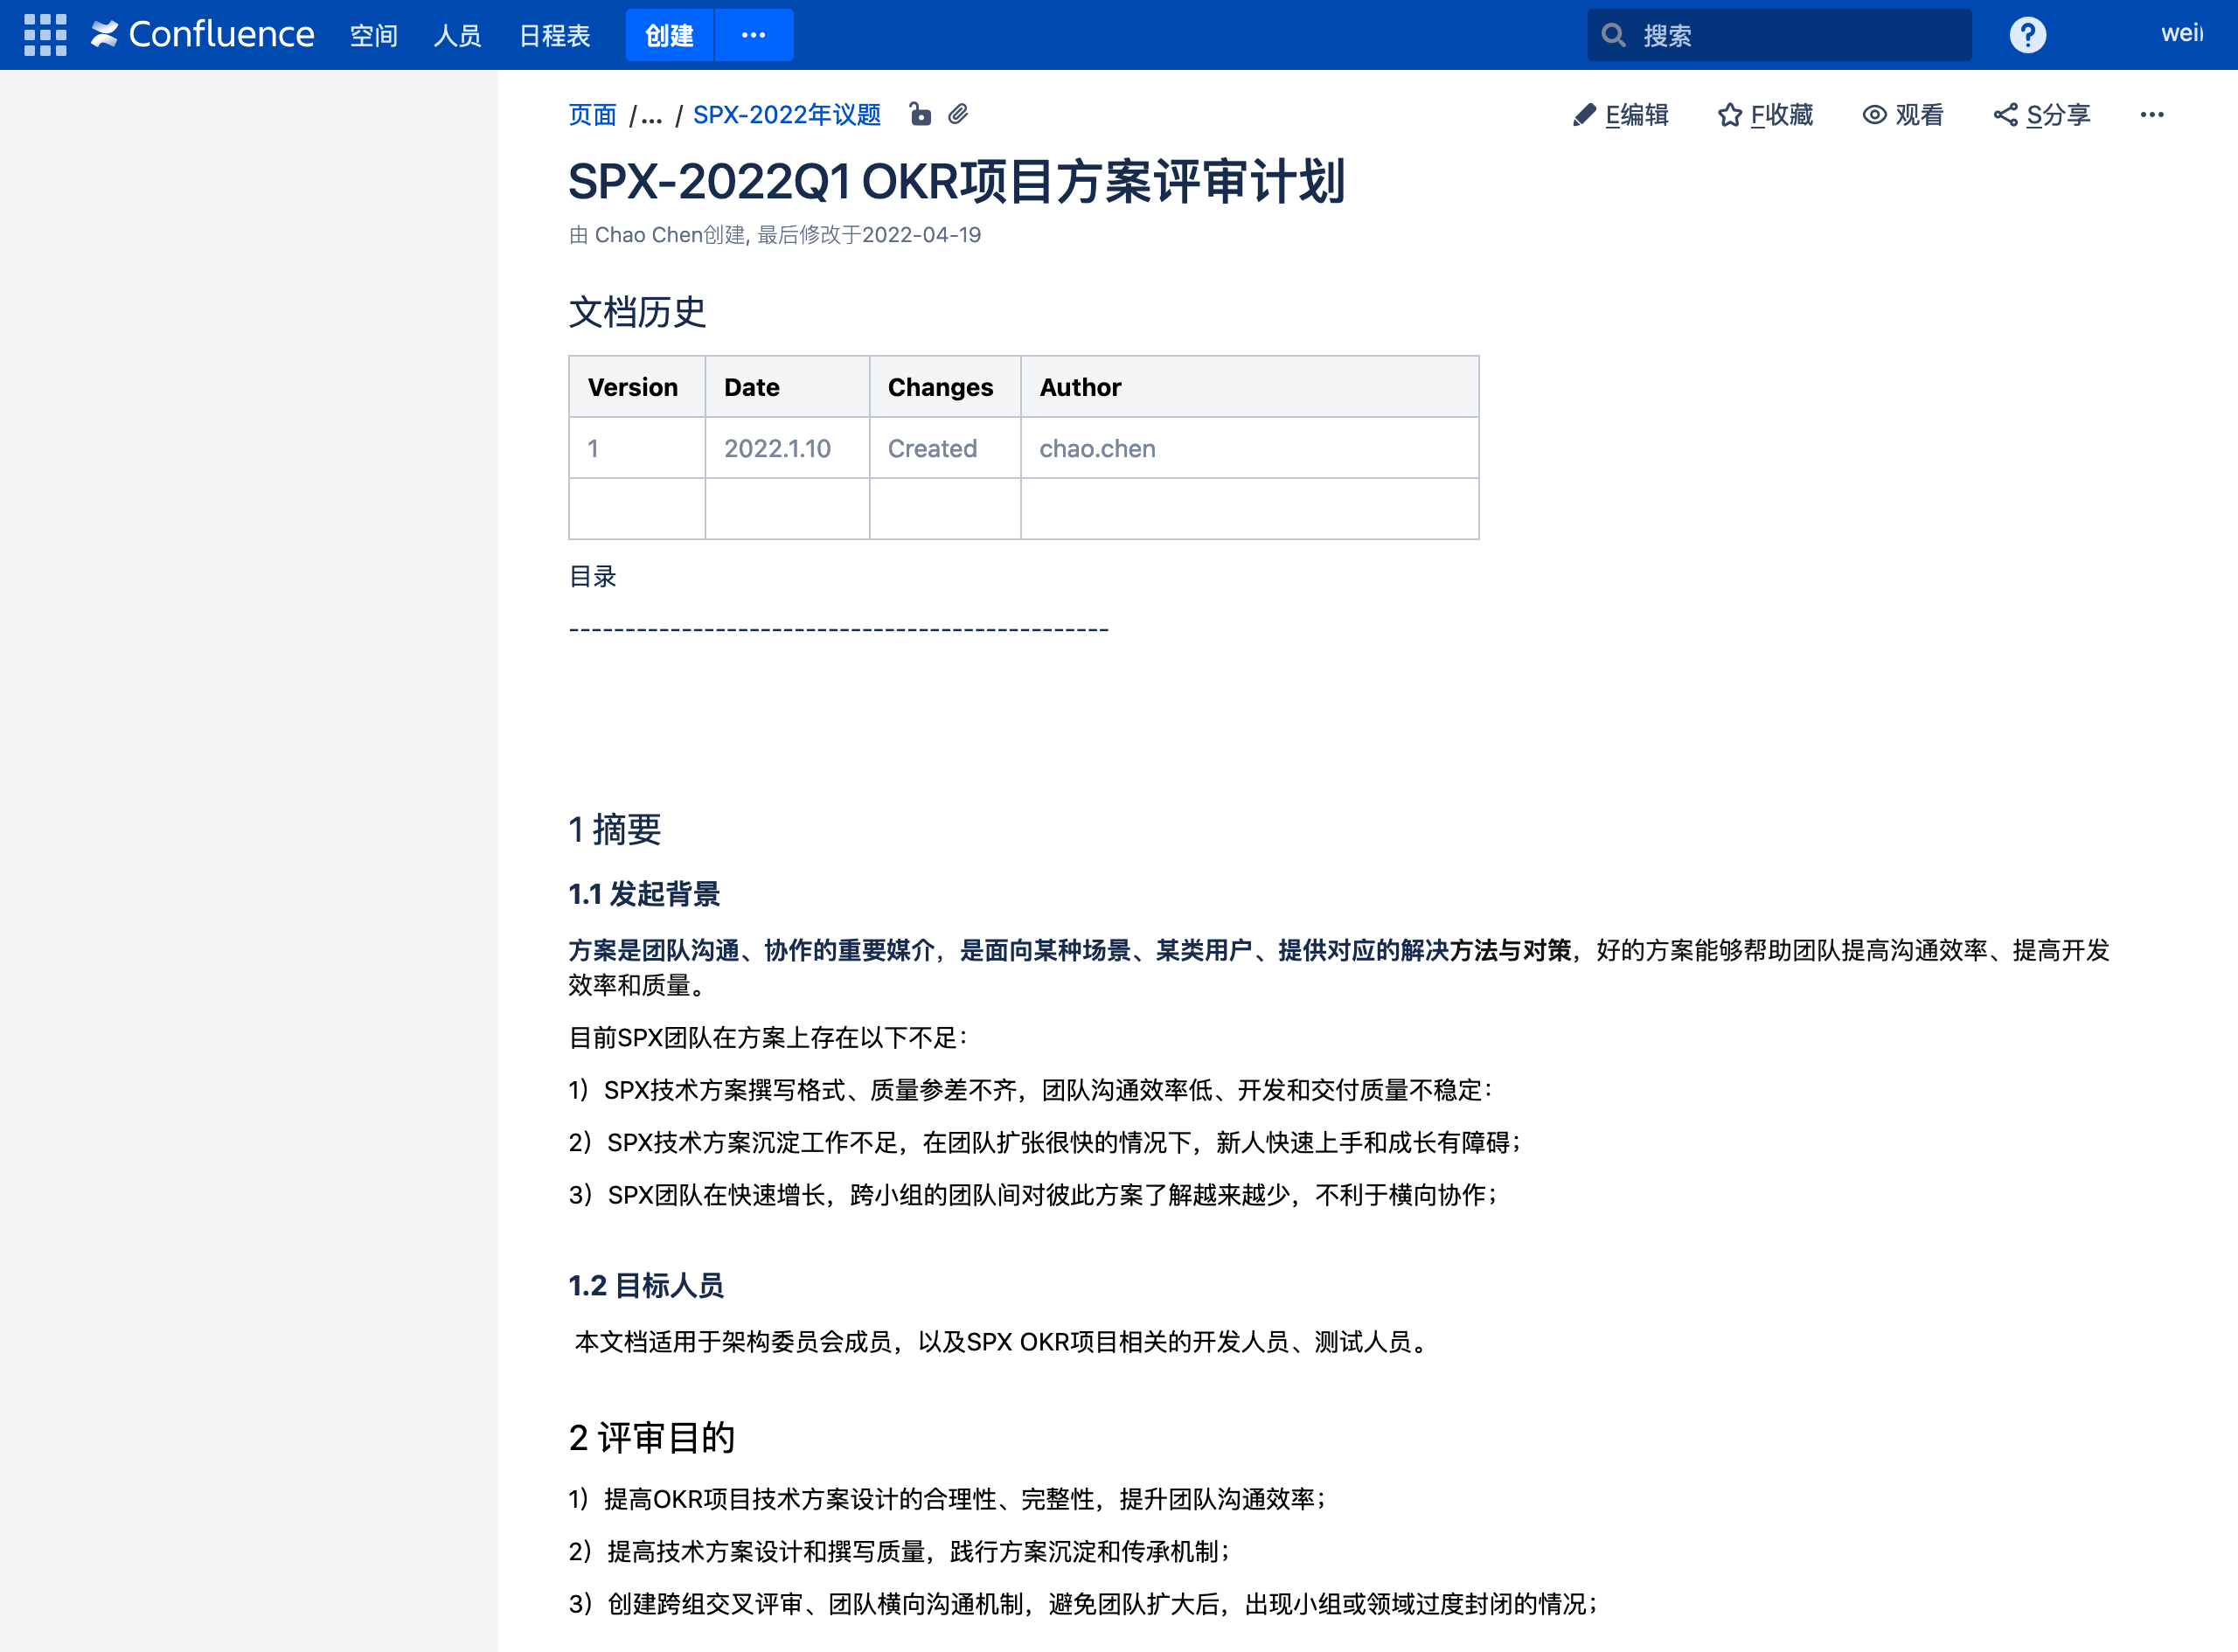 Confluence 空间 人员 日程表 创建 ··· 搜索 ? wei
页面 /... / SPX-2022年议题 E编辑 F收藏 观看 S分享 ···
SPX-2022Q1 OKR项目方案评审计划
由 Chao Chen创建, 最后修改于2022-04-19
文档历史
Version Date Changes Author
1 2022.1.10 Created chao.chen
目录
------------------------------------------------
1 摘要
1.1 发起背景
方案是团队沟通、协作的重要媒介，是面向某种场景、某类用户、提供对应的解决方法与对策，好的方案能够帮助团队提高沟通效率、提高开发
效率和质量。
目前SPX团队在方案上存在以下不足：
1）SPX技术方案撰写格式、质量参差不齐，团队沟通效率低、开发和交付质量不稳定：
2）SPX技术方案沉淀工作不足，在团队扩张很快的情况下，新人快速上手和成长有障碍；
3）SPX团队在快速增长，跨小组的团队间对彼此方案了解越来越少，不利于横向协作；
1.2 目标人员
本文档适用于架构委员会成员，以及SPX OKR项目相关的开发人员、测试人员。
2 评审目的
1）提高OKR项目技术方案设计的合理性、完整性，提升团队沟通效率；
2）提高技术方案设计和撰写质量，践行方案沉淀和传承机制；
3）创建跨组交叉评审、团队横向沟通机制，避免团队扩大后，出现小组或领域过度封闭的情况；